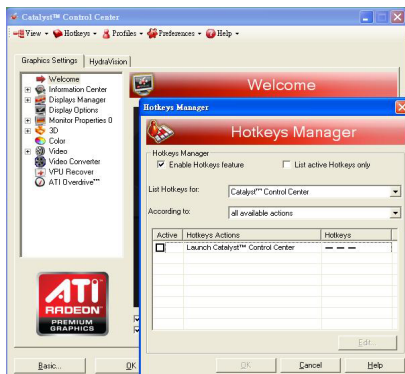 Catalyst™ Control Center
View Hotkeys Profiles Preferences Help
Graphics Settings HydraVision
Welcome
Information Center
Displays Manager
Display Options
Monitor Properties 0
3D
Color
Video
Video Converter
VPU Recover
ATI Overdrive™
Welcome
ATI
RADEON
PREMIUM
GRAPHICS
Basic...
OK
Hotkeys Manager
Hotkeys Manager
Hotkeys Manager
Enable Hotkeys feature
List active Hotkeys only
List Hotkeys for: Catalyst™ Control Center
According to: all available actions
Active Hotkeys Actions Hotkeys
Launch Catalyst™ Control Center — — —
Edit...
OK Cancel Help